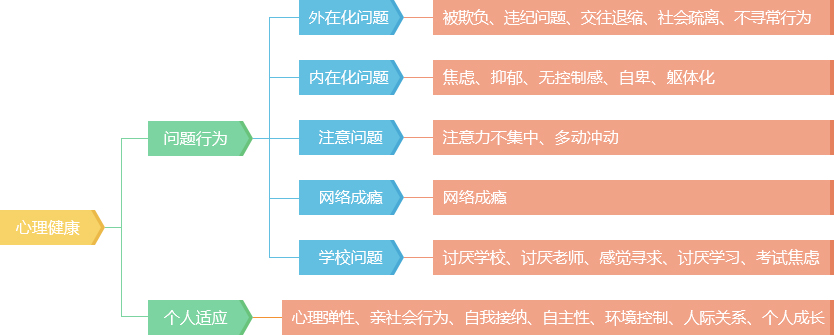 心理健康
问题行为
外在化问题
被欺负、违纪问题、交往退缩、社会疏离、不寻常行为
内在化问题
焦虑、抑郁、无控制感、自卑、躯体化
注意问题
注意力不集中、多动冲动
网络成瘾
网络成瘾
学校问题
讨厌学校、讨厌老师、感觉寻求、讨厌学习、考试焦虑
个人适应
心理弹性、亲社会行为、自我接纳、自主性、环境控制、人际关系、个人成长